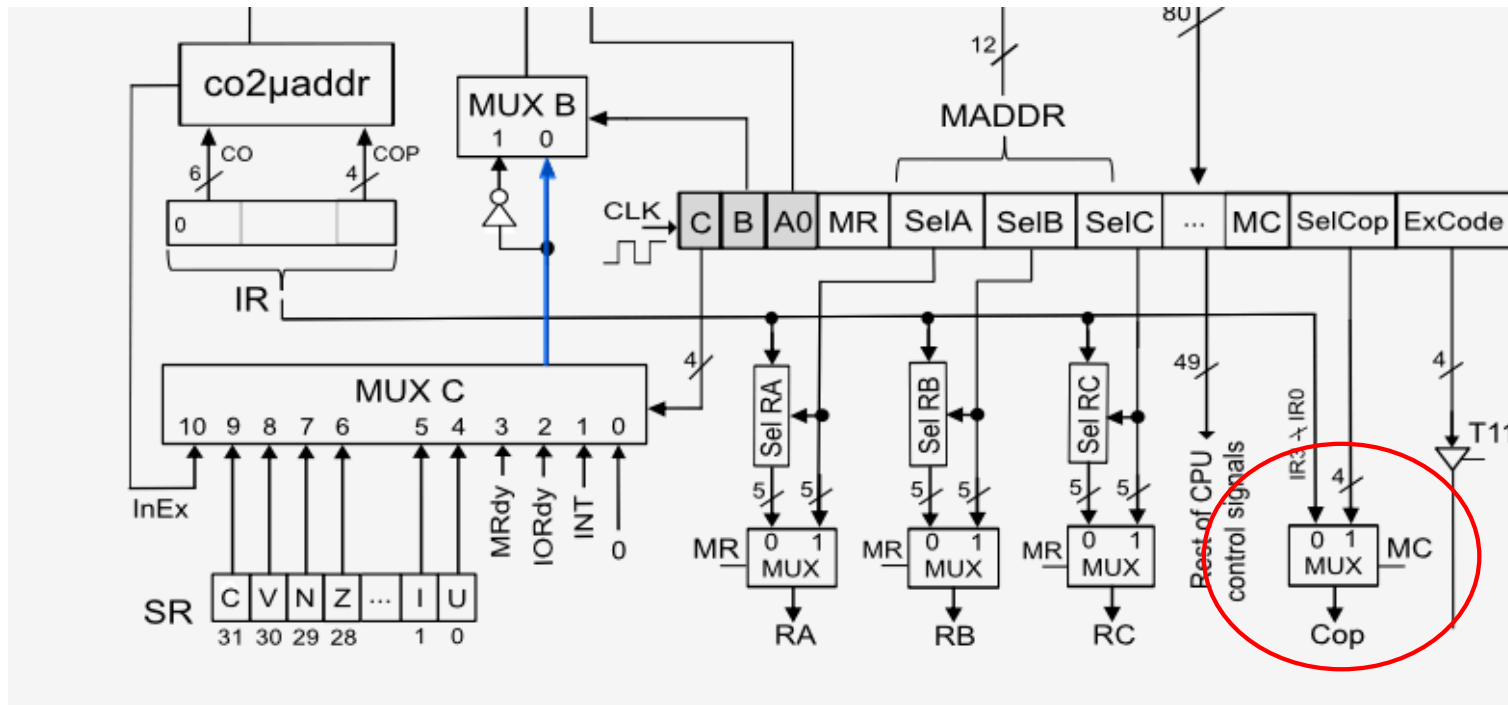 80
12
co2µaddr
MUX B
1 0
MADDR
CO
COP
6
4
0
CLK
C B A0 MR SelA SelB SelC ... MC SelCop ExCode
IR
4
49
4
MUX C
10 9 8 7 6 5 4 3 2 1 0
Sel RA
Sel RB
Sel RC
IR3
IR0
T11
InEx
MRdy
IORdy
INT
0
5 5
5 5
5 5
4
Rest of CPU
control signals
MR 0 1
MUX
MR 0 1
MUX
MR 0 1
MUX
0 1 MC
MUX
SR C V N Z ... I U
31 30 29 28 1 0
RA
RB
RC
Cop